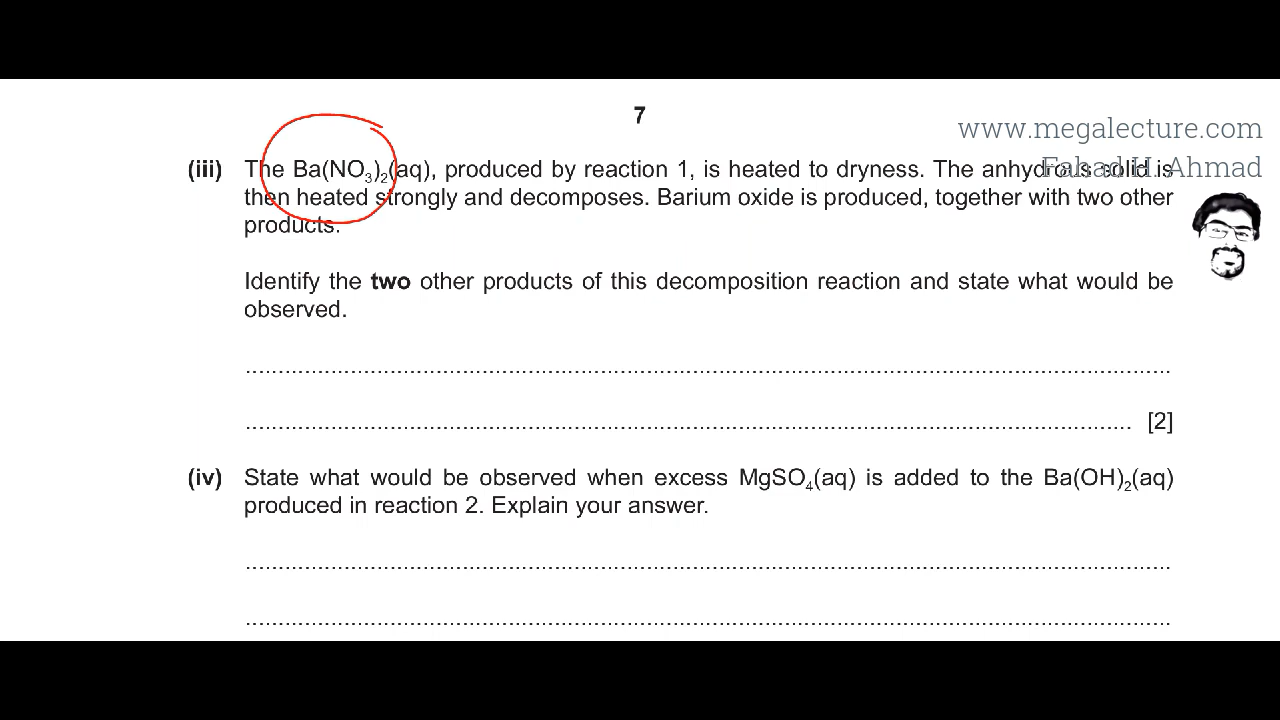 7
www.megalecture.com
Fahad H. Ahmad
(iii) The Ba(NO₃)₂(aq), produced by reaction 1, is heated to dryness. The anhydrous solid is
then heated strongly and decomposes. Barium oxide is produced, together with two other
products.
Identify the two other products of this decomposition reaction and state what would be
observed.
..........................................................................................................................................
.................................................................................................................................... [2]
(iv) State what would be observed when excess MgSO₄(aq) is added to the Ba(OH)₂(aq)
produced in reaction 2. Explain your answer.
..........................................................................................................................................
..........................................................................................................................................